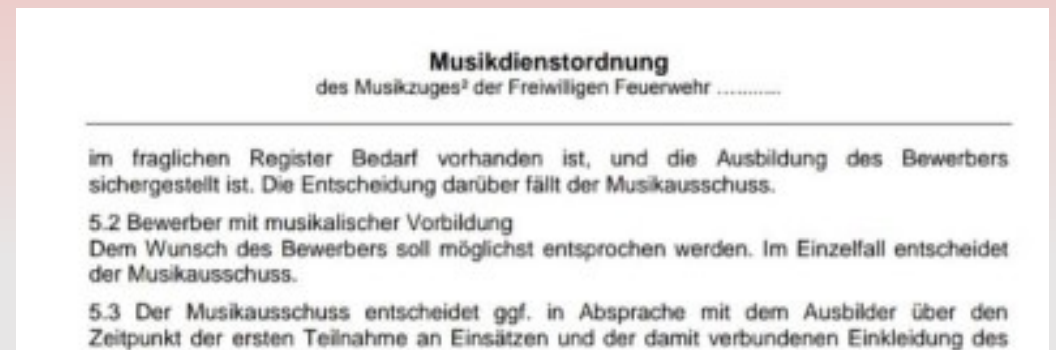 Musikdienstordnung
des Musikzuges² der Freiwilligen Feuerwehr ...........
im fraglichen Register Bedarf vorhanden ist, und die Ausbildung des Bewerbers
sichergestellt ist. Die Entscheidung darüber fällt der Musikausschuss.
5.2 Bewerber mit musikalischer Vorbildung
Dem Wunsch des Bewerbers soll möglichst entsprochen werden. Im Einzelfall entscheidet
der Musikausschuss.
5.3 Der Musikausschuss entscheidet ggf. in Absprache mit dem Ausbilder über den
Zeitpunkt der ersten Teilnahme an Einsätzen und der damit verbundenen Einkleidung des